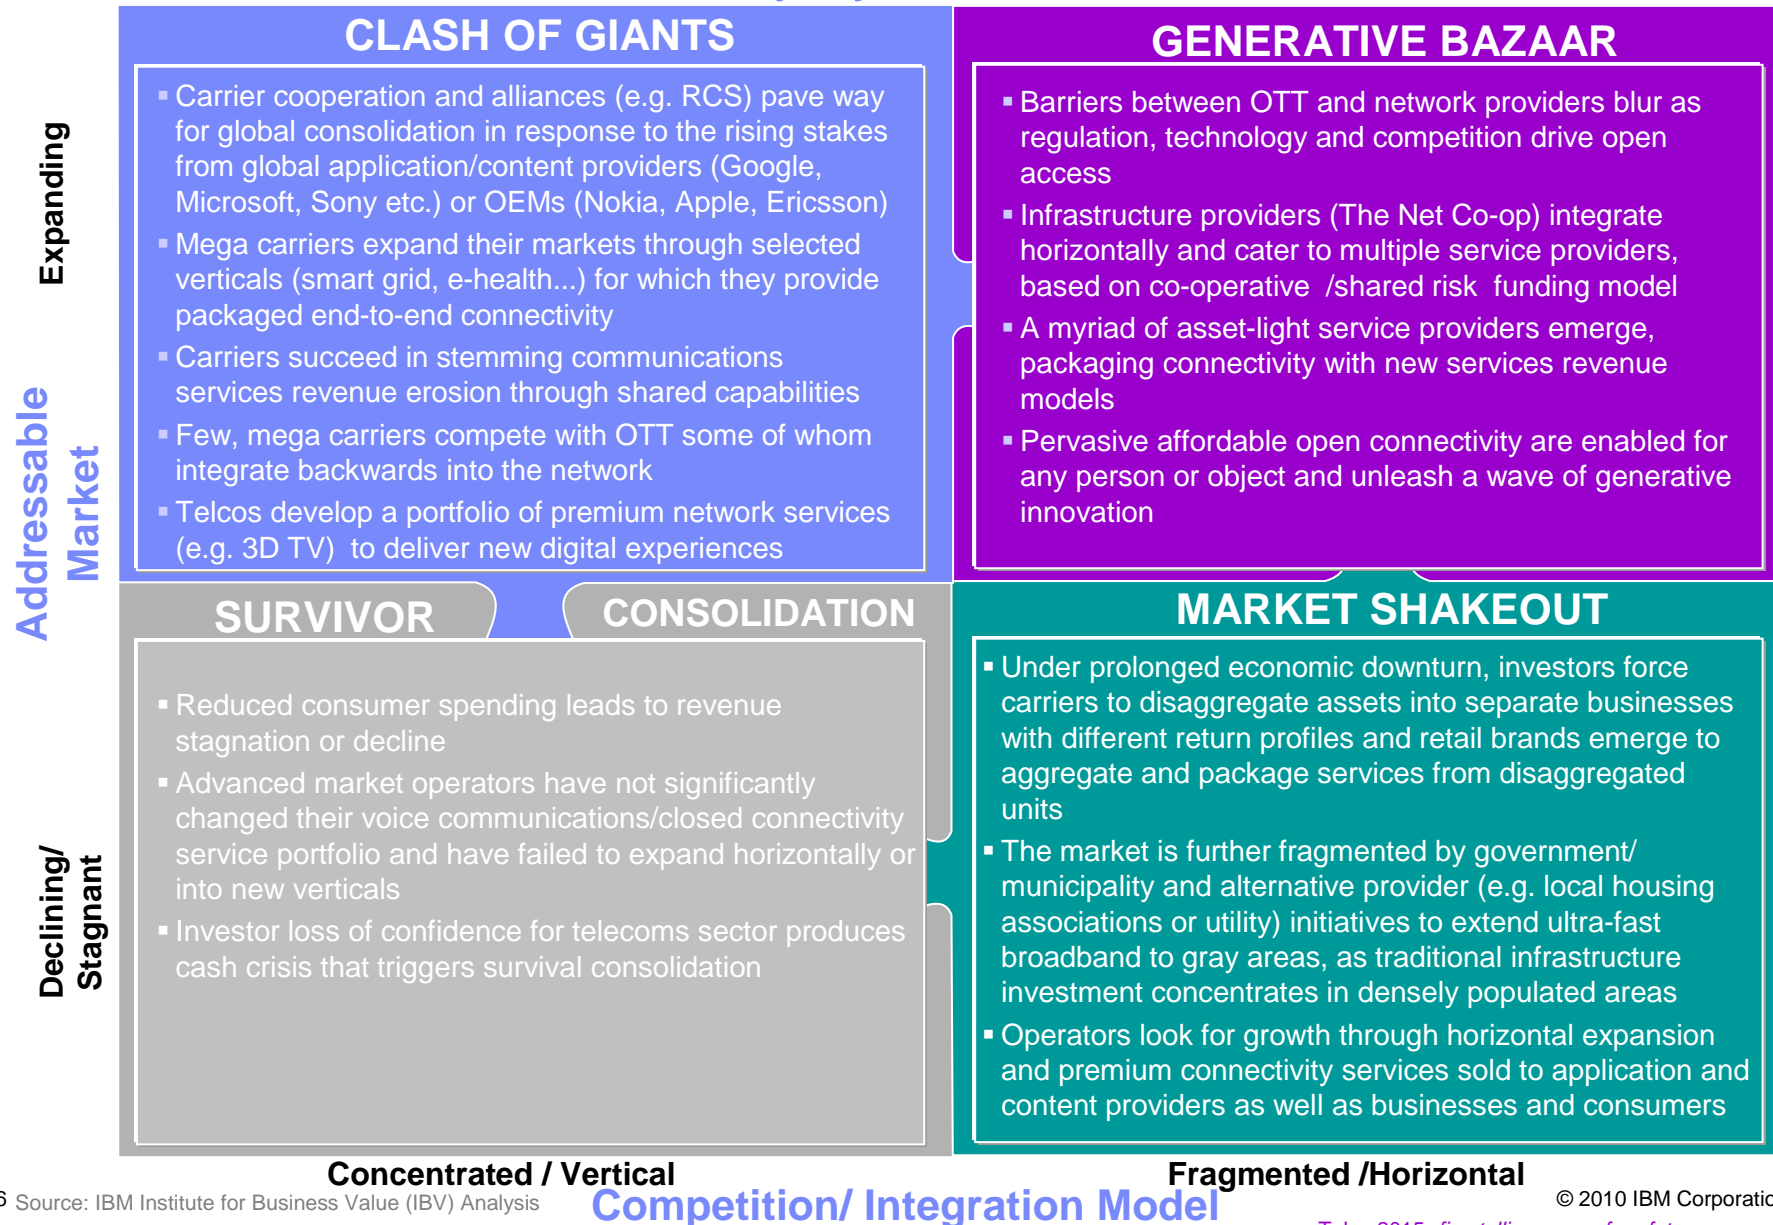 CLASH OF GIANTS
Carrier cooperation and alliances (e.g. RCS) pave way
for global consolidation in response to the rising stakes
from global application/content providers (Google,
Microsoft, Sony etc.) or OEMs (Nokia, Apple, Ericsson)
Mega carriers expand their markets through selected
verticals (smart grid, e-health...) for which they provide
packaged end-to-end connectivity
Carriers succeed in stemming communications
services revenue erosion through shared capabilities
Few, mega carriers compete with OTT some of whom
integrate backwards into the network
Telcos develop a portfolio of premium network services
(e.g. 3D TV) to deliver new digital experiences
GENERATIVE BAZAAR
Barriers between OTT and network providers blur as
regulation, technology and competition drive open
access
Infrastructure providers (The Net Co-op) integrate
horizontally and cater to multiple service providers,
based on co-operative /shared risk funding model
A myriad of asset-light service providers emerge,
packaging connectivity with new services revenue
models
Pervasive affordable open connectivity are enabled for
any person or object and unleash a wave of generative
innovation
Expanding
Addressable
Market
Declining/
Stagnant
SURVIVOR CONSOLIDATION
Reduced consumer spending leads to revenue
stagnation or decline
Advanced market operators have not significantly
changed their voice communications/closed connectivity
service portfolio and have failed to expand horizontally or
into new verticals
Investor loss of confidence for telecoms sector produces
cash crisis that triggers survival consolidation
MARKET SHAKEOUT
Under prolonged economic downturn, investors force
carriers to disaggregate assets into separate businesses
with different return profiles and retail brands emerge to
aggregate and package services from disaggregated
units
The market is further fragmented by government/
municipality and alternative provider (e.g. local housing
associations or utility) initiatives to extend ultra-fast
broadband to gray areas, as traditional infrastructure
investment concentrates in densely populated areas
Operators look for growth through horizontal expansion
and premium connectivity services sold to application and
content providers as well as businesses and consumers
Concentrated / Vertical
Fragmented /Horizontal
Competition/ Integration Model
6 Source: IBM Institute for Business Value (IBV) Analysis
© 2010 IBM